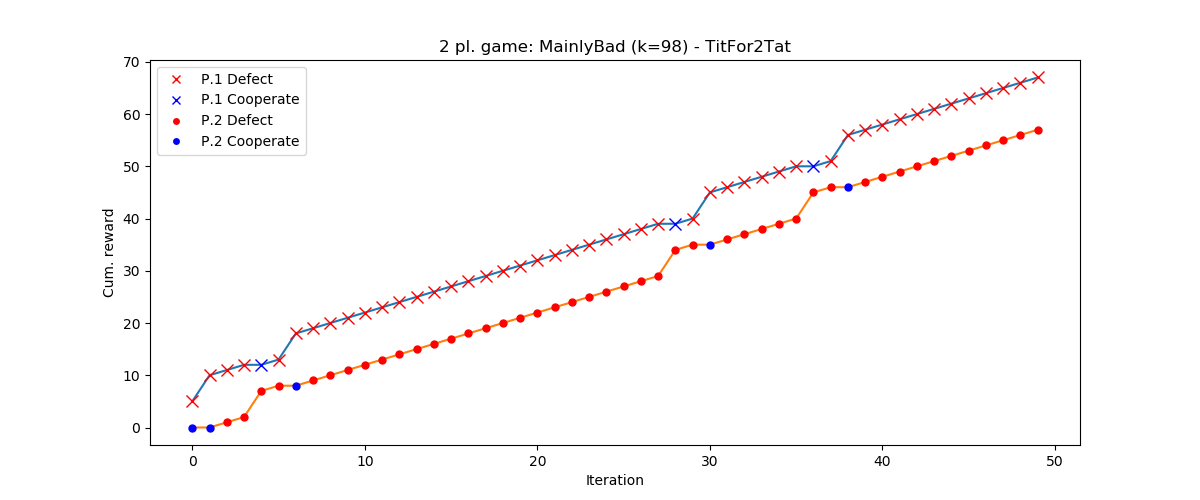 2 pl. game: MainlyBad (k=98) - TitFor2Tat
P.1 Defect
P.1 Cooperate
P.2 Defect
P.2 Cooperate
Cum. reward
70
60
50
40
30
20
10
0
0 10 20 30 40 50
Iteration